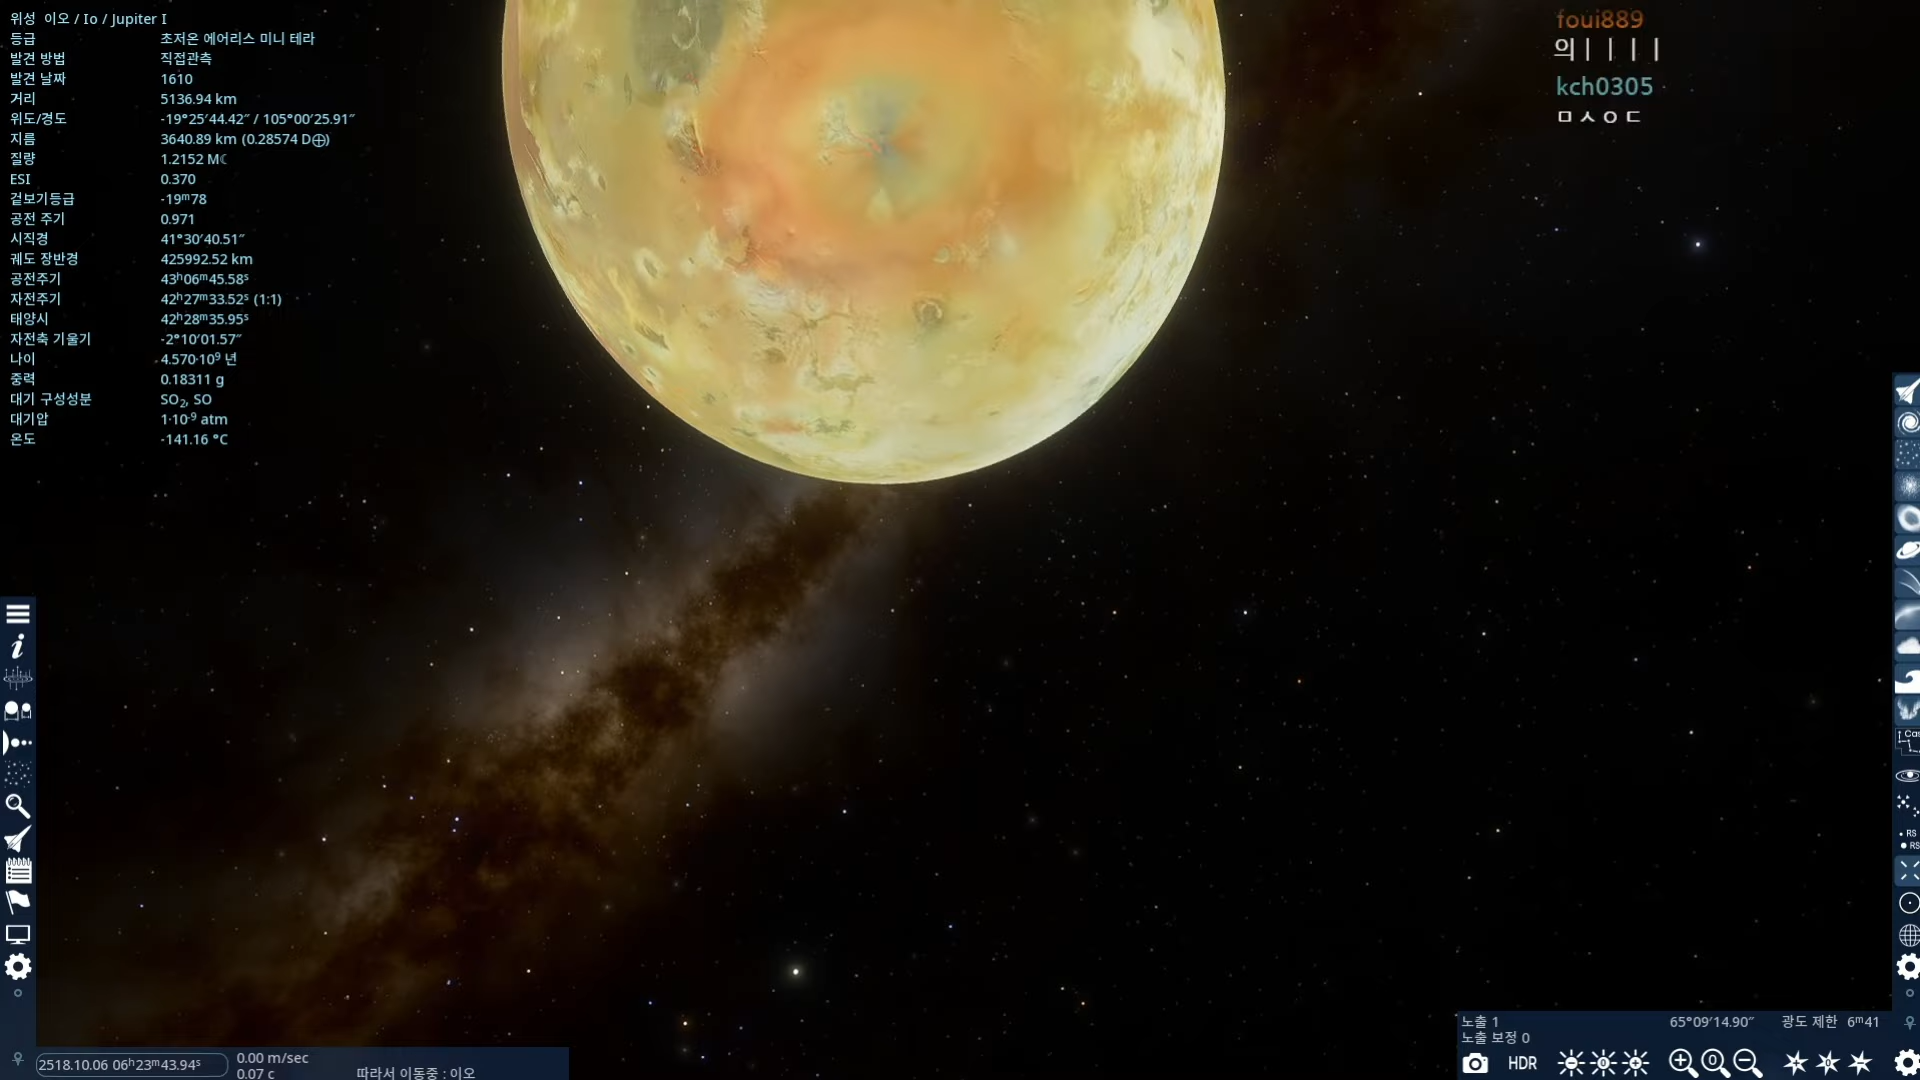 위성 이오 / Io / Jupiter I
등급 초저온 에어리스 미니 테라
발견 방법 직접관측
발견 날짜 1610
거리 5136.94 km
위도/경도 -19°25′44.42″ / 105°00′25.91″
지름 3640.89 km (0.28574 D⊕)
질량 1.2152 M☾
ESI 0.370
겉보기등급 -19ᵐ78
공전 주기 0.971
시직경 41°30′40.51″
궤도 장반경 425992.52 km
공전주기 43ʰ06ᵐ45.58ˢ
자전주기 42ʰ27ᵐ33.52ˢ (1:1)
태양시 42ʰ28ᵐ35.95ˢ
자전축 기울기 -2°10′01.57″
나이 4.570·10⁹ 년
중력 0.18311 g
대기 구성성분 SO₂, SO
대기압 1·10⁻⁹ atm
온도 -141.16 °C
foui889
의ㅣㅣㅣㅣ
kch0305
ㅁㅅㅇㄷ
RS
RS
노출 1 65°09′14.90″ 광도 제한 6ᵐ41
노출 보정 0
HDR
2518.10.06 06ʰ23ᵐ43.94ˢ
0.00 m/sec
0.07 c 따라서 이동중 : 이오